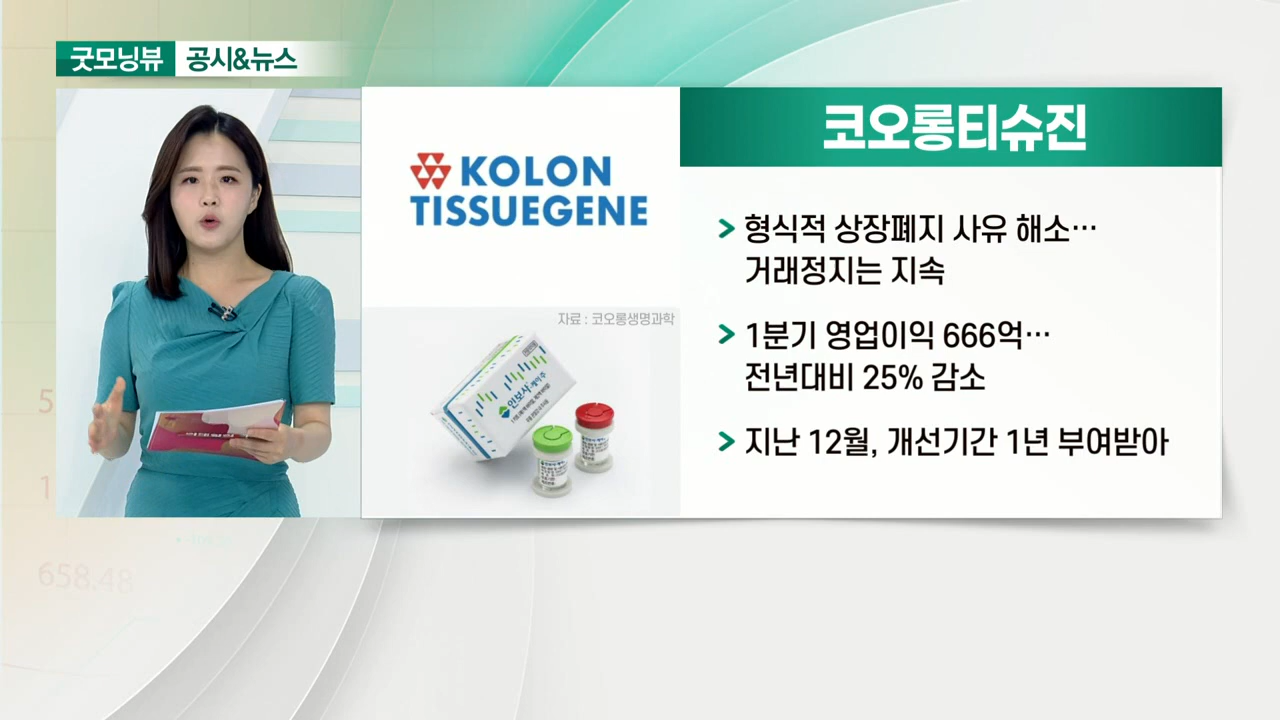 굿모닝뷰 공시&뉴스
KOLON
TISSUEGENE
자료 : 코오롱생명과학
인보사
코오롱티슈진
형식적 상장폐지 사유 해소…
거래정지는 지속
1분기 영업이익 666억…
전년대비 25% 감소
지난 12월, 개선기간 1년 부여받아
658.48